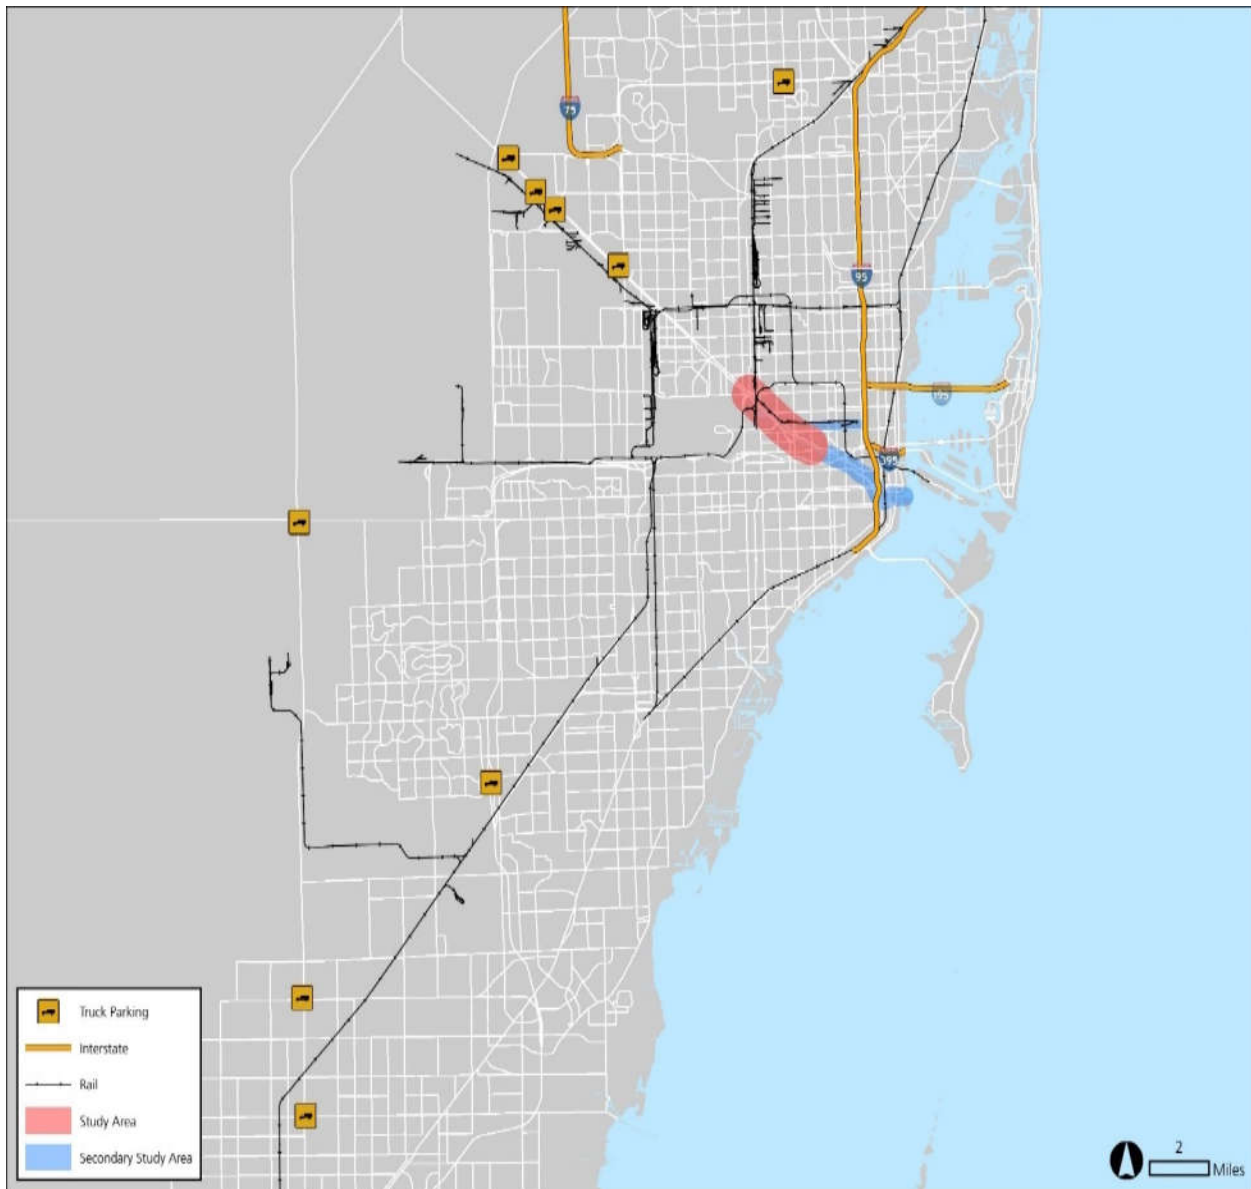 75
95
195
395
Truck Parking
Interstate
Rail
Study Area
Secondary Study Area
2
Miles